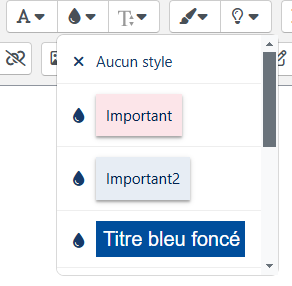 A
T
Aucun style
Important
Important2
Titre bleu foncé